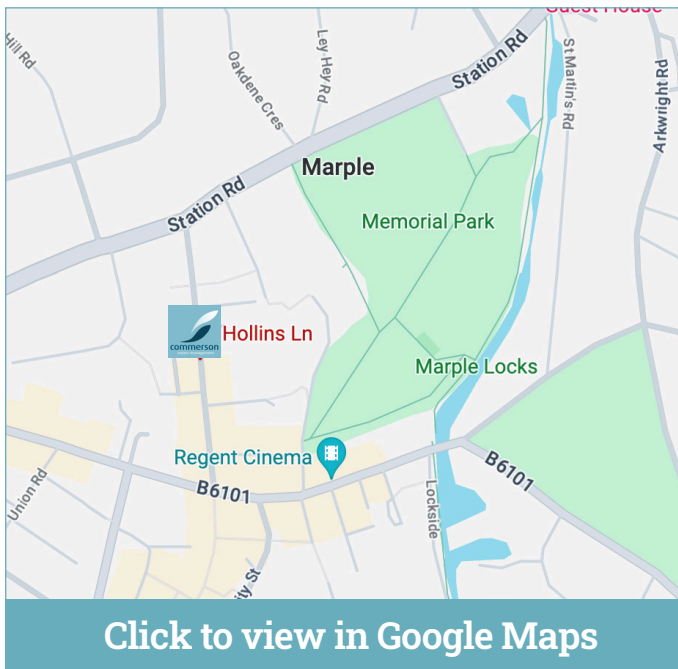 Guest House
Hill Rd
Ley Hey Rd
Oakdene Cres
Station Rd
St Martin's Rd
Arkwright Rd
Marple
Station Rd
Memorial Park
commerson
Hollins Ln
Marple Locks
Regent Cinema
B6101
B6101
Union Rd
Lockside
ity St
Click to view in Google Maps